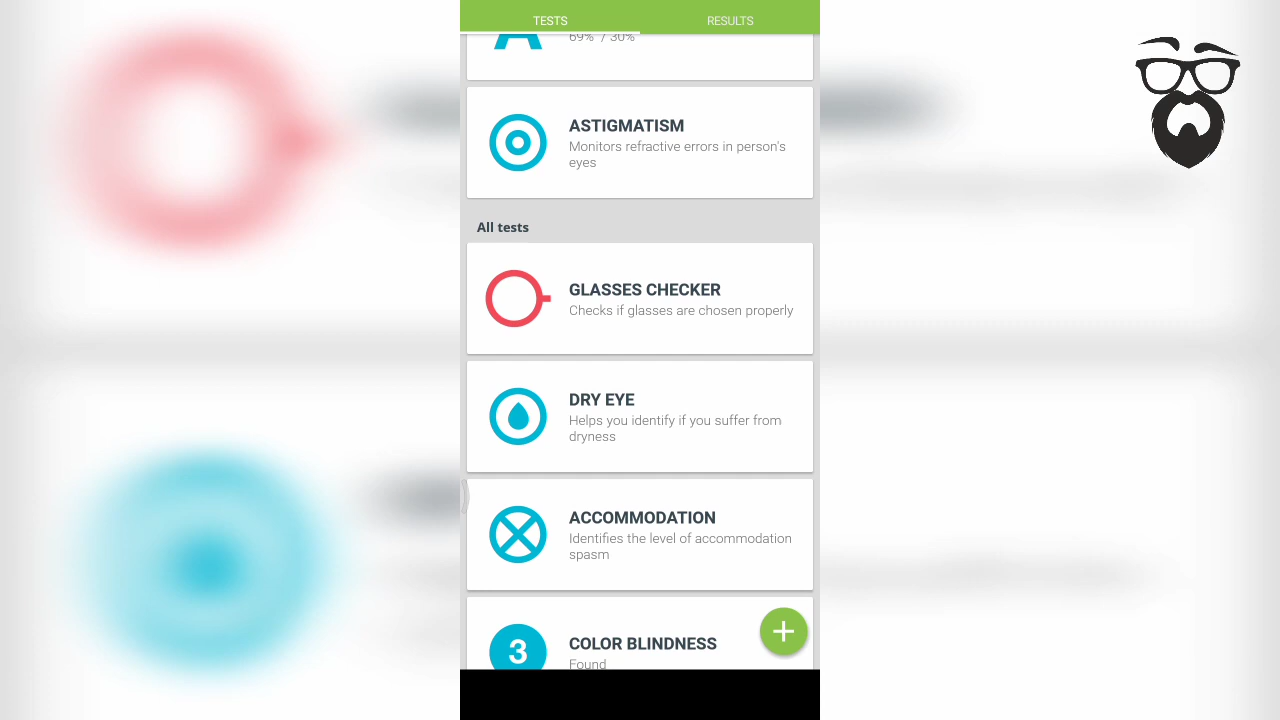 TESTS
RESULTS
69% / 30%
ASTIGMATISM
Monitors refractive errors in person's
eyes
All tests
GLASSES CHECKER
Checks if glasses are chosen properly
DRY EYE
Helps you identify if you suffer from
dryness
ACCOMMODATION
Identifies the level of accommodation
spasm
3
COLOR BLINDNESS
Found